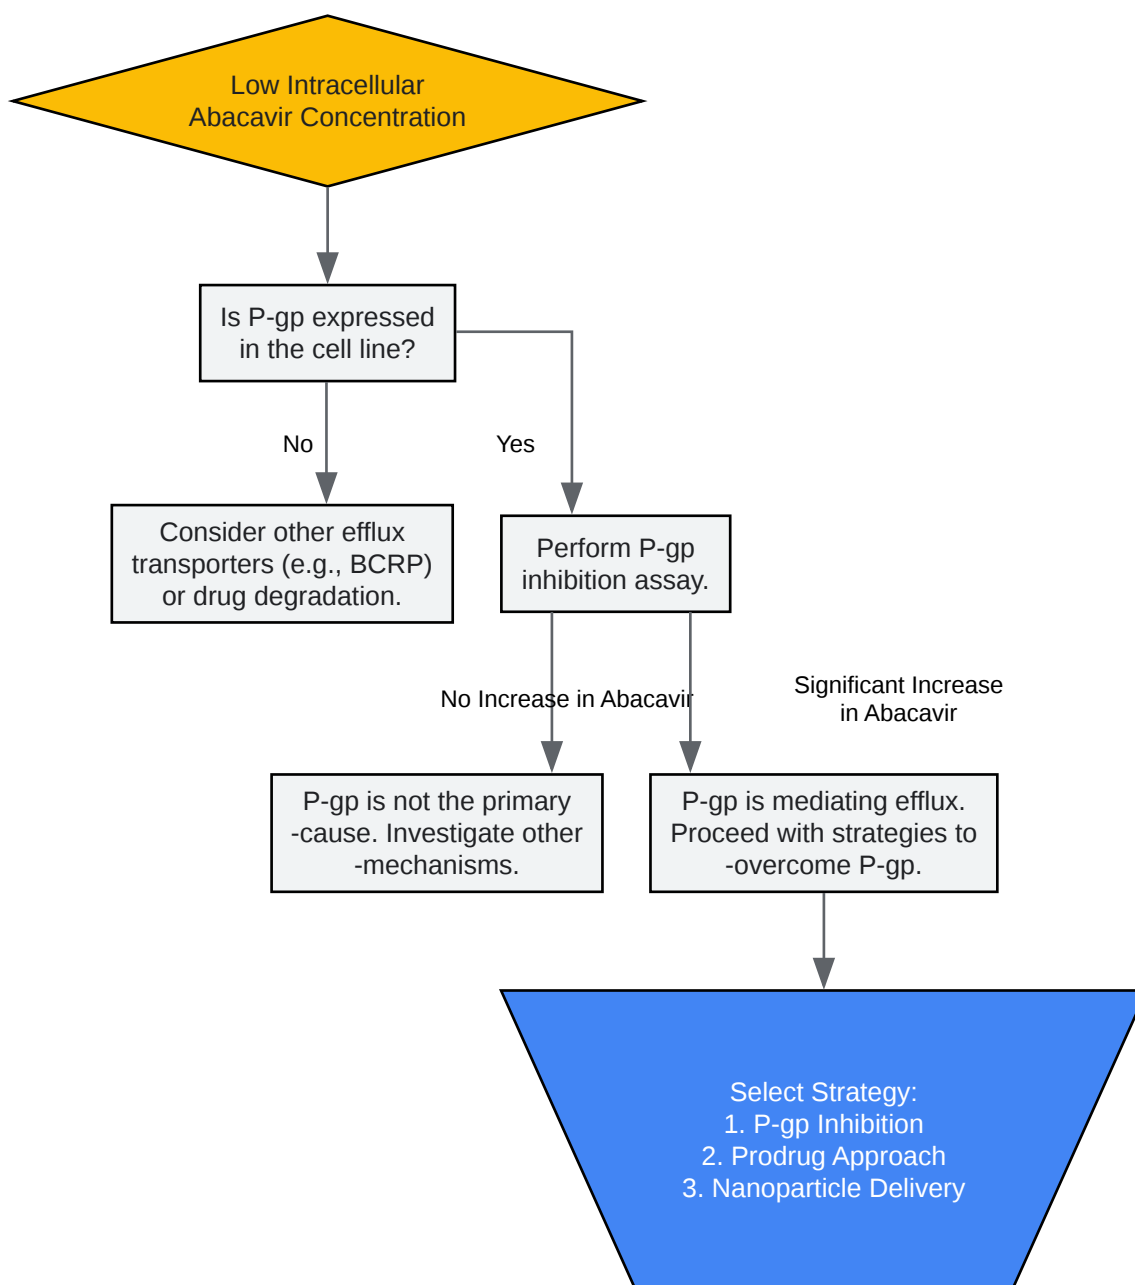 Low Intracellular
Abacavir Concentration
Is P-gp expressed
in the cell line?
No
Yes
Consider other efflux
transporters (e.g., BCRP)
or drug degradation.
Perform P-gp
inhibition assay.
No Increase in Abacavir
Significant Increase
in Abacavir
P-gp is not the primary
-cause. Investigate other
-mechanisms.
P-gp is mediating efflux.
Proceed with strategies to
-overcome P-gp.
Select Strategy:
1. P-gp Inhibition
2. Prodrug Approach
3. Nanoparticle Delivery